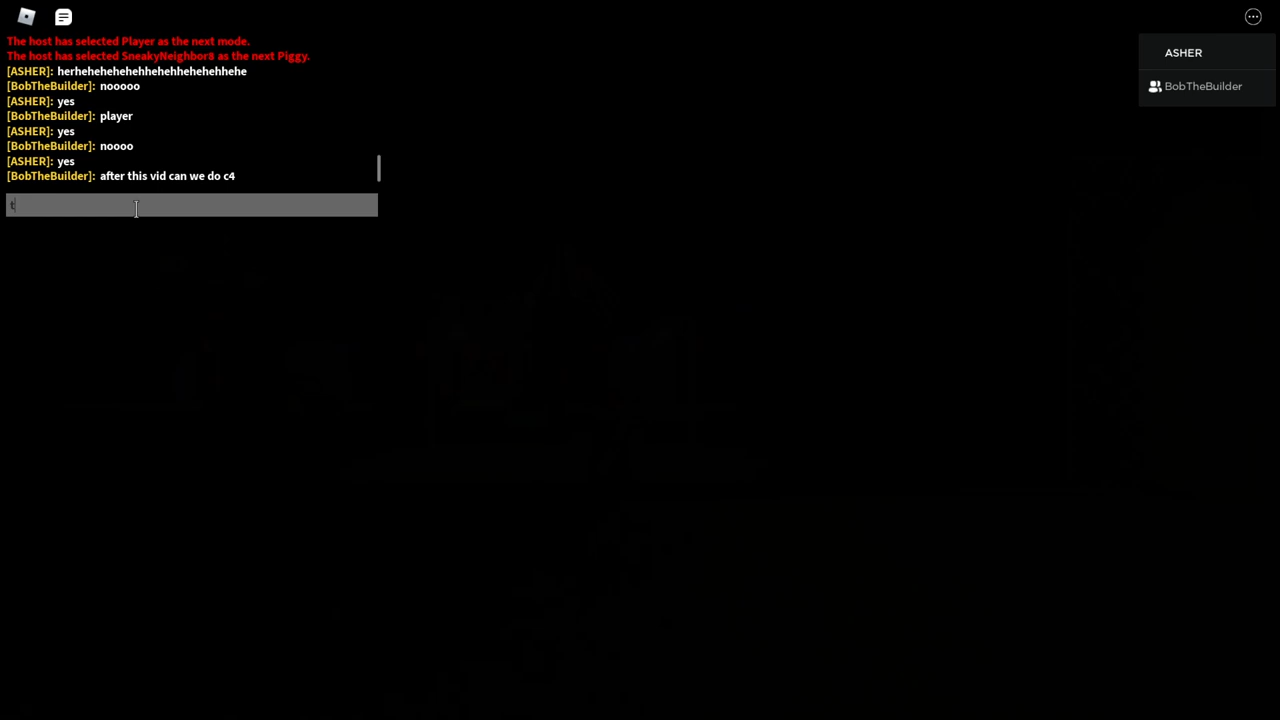 The host has selected Player as the next mode.
The host has selected SneakyNeighbor8 as the next Piggy.
[ASHER]: herhehehehehehhehehhehehehhehe
[BobTheBuilder]: nooooo
[ASHER]: yes
[BobTheBuilder]: player
[ASHER]: yes
[BobTheBuilder]: noooo
[ASHER]: yes
[BobTheBuilder]: after this vid can we do c4
t
ASHER
BobTheBuilder